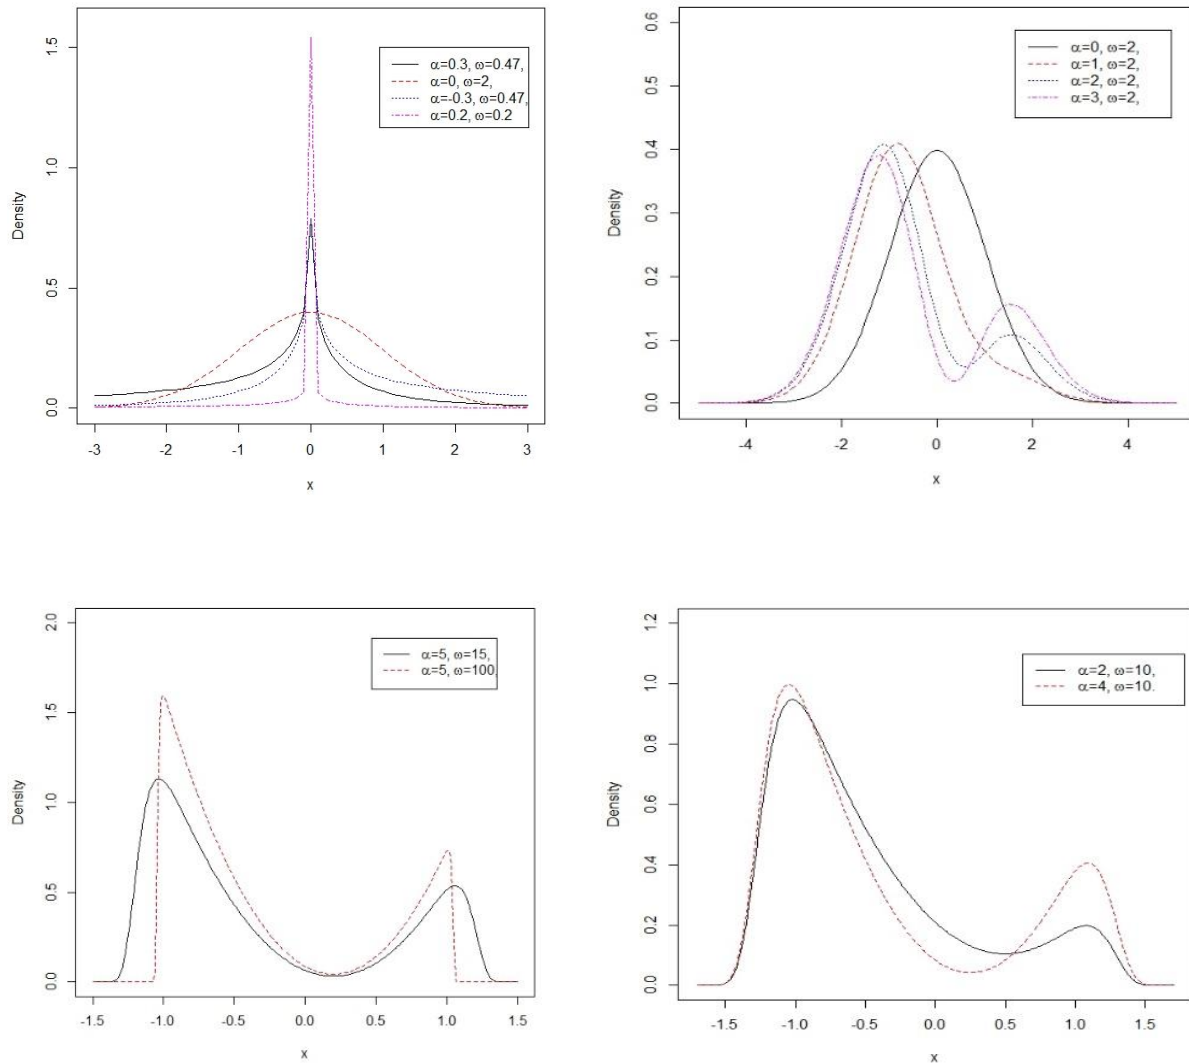 1.5
1.0
0.5
0.0
Density
-3
-2
-1
0
1
2
3
x
α=0.3, ω=0.47,
α=0, ω=2,
α=-0.3, ω=0.47,
α=0.2, ω=0.2
0.6
0.5
0.4
0.3
0.2
0.1
0.0
Density
-4
-2
0
2
4
x
α=0, ω=2,
α=1, ω=2,
α=2, ω=2,
α=3, ω=2,
2.0
1.5
1.0
0.5
0.0
Density
-1.5
-1.0
-0.5
0.0
0.5
1.0
1.5
x
α=5, ω=15,
α=5, ω=100,
1.2
1.0
0.8
0.6
0.4
0.2
0.0
Density
-1.5
-1.0
-0.5
0.0
0.5
1.0
1.5
x
α=2, ω=10,
α=4, ω=10.